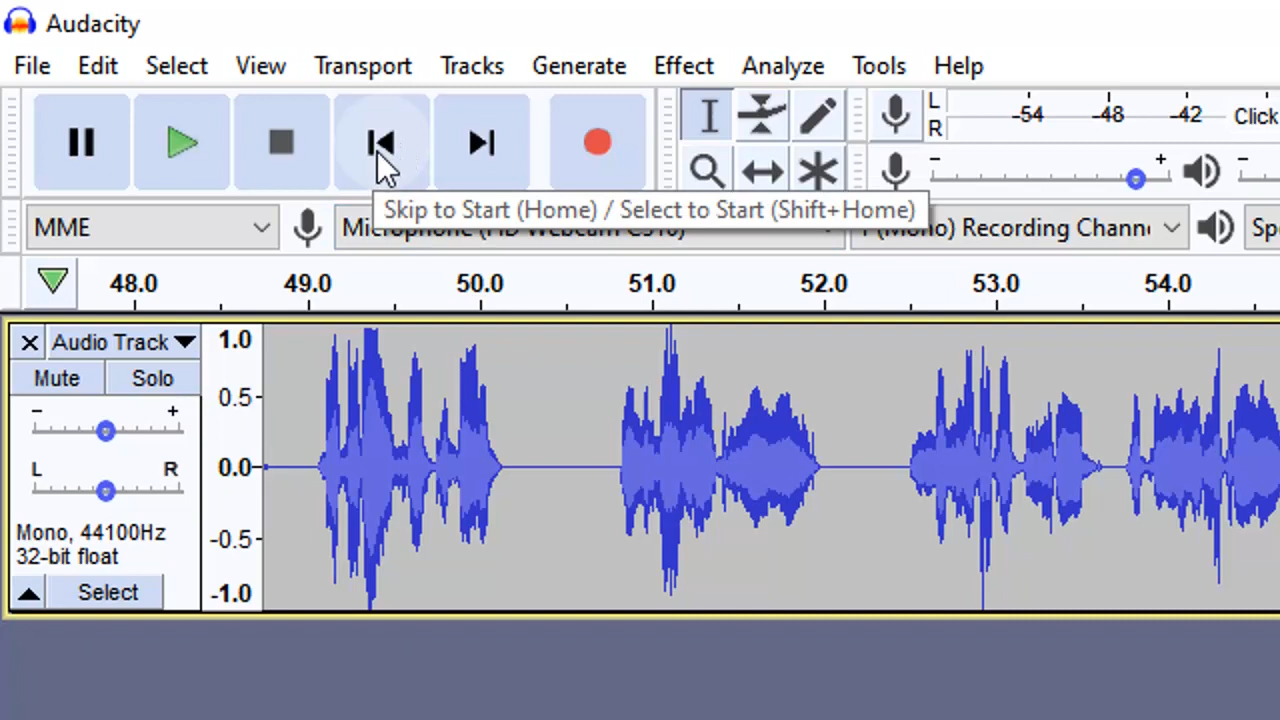 Audacity
File Edit Select View Transport Tracks Generate Effect Analyze Tools Help
L
R
-54 -48 -42 Click
- + -
Skip to Start (Home) / Select to Start (Shift+Home)
MME
(Mono) Recording Chann
48.0 49.0 50.0 51.0 52.0 53.0 54.0
X Audio Track
Mute Solo
- +
L R
Mono, 44100Hz
32-bit float
Select
1.0
0.5-
0.0-
-0.5-
-1.0